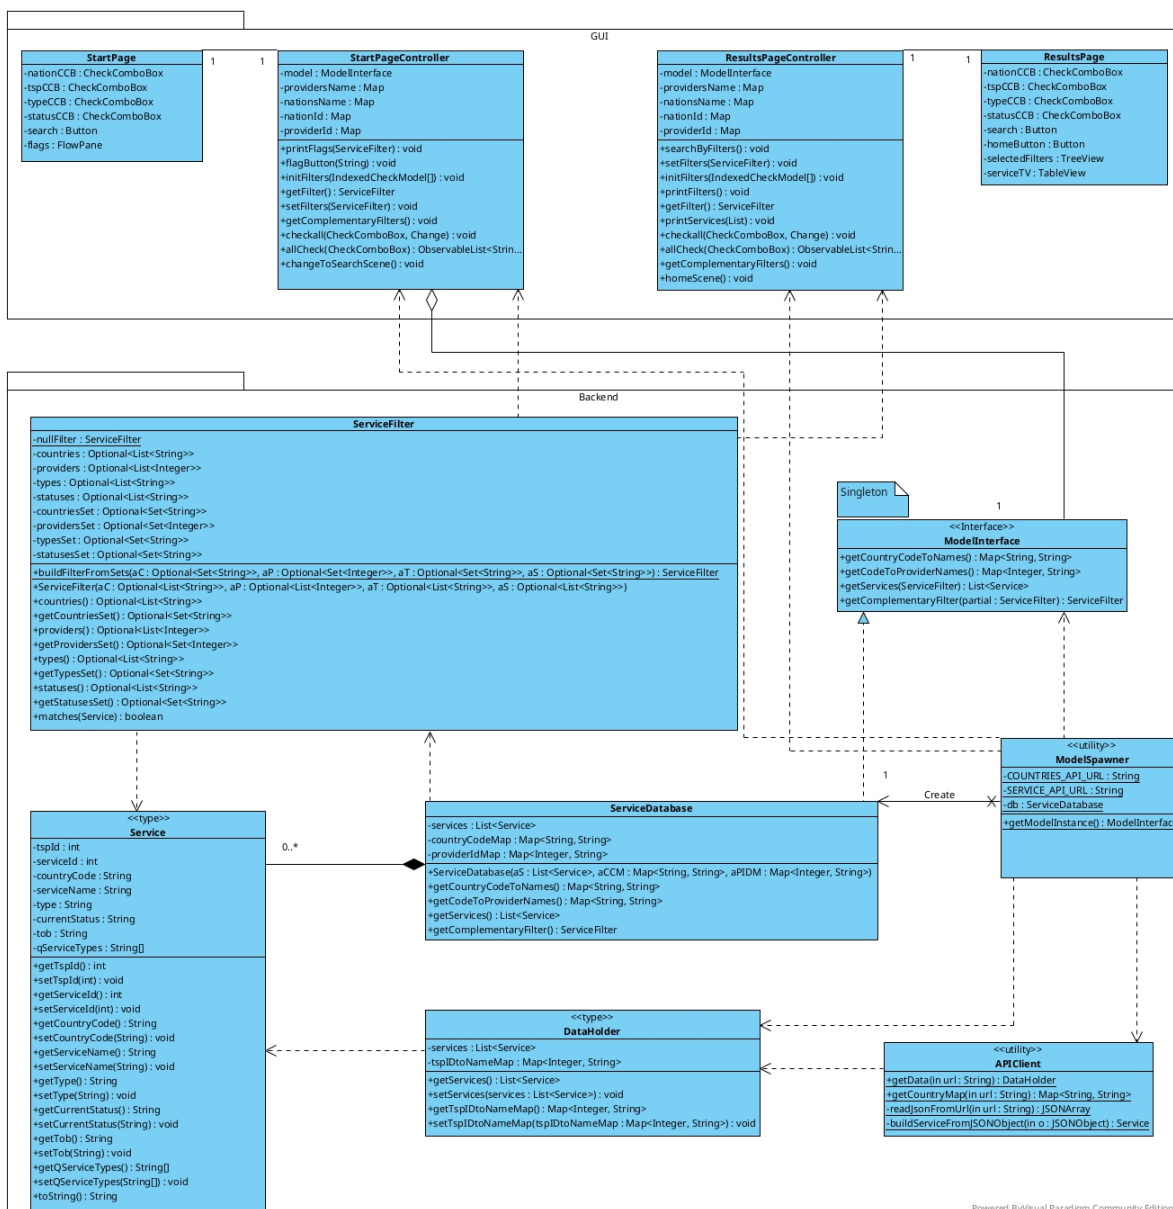 GUI
StartPage
-nationCCB : CheckComboBox
-tspCCB : CheckComboBox
-typeCCB : CheckComboBox
-statusCCB : CheckComboBox
-search : Button
-flags : FlowPane
1
1
StartPageController
-model : ModelInterface
-providersName : Map
-nationsName : Map
-nationId : Map
-providerId : Map
+printFlags(ServiceFilter) : void
+flagButton(String) : void
+initFilters(IndexedCheckModel[]) : void
+getFilter() : ServiceFilter
+setFilters(ServiceFilter) : void
+getComplementaryFilters() : void
+checkall(CheckComboBox, Change) : void
+allCheck(CheckComboBox) : ObservableList<Strin...
+changeToSearchScene() : void
ResultsPageController
-model : ModelInterface
-providersName : Map
-nationsName : Map
-nationId : Map
-providerId : Map
+searchByFilters() : void
+setFilters(ServiceFilter) : void
+initFilters(IndexedCheckModel[]) : void
+printFilters() : void
+getFilter() : ServiceFilter
+printServices(List) : void
+checkall(CheckComboBox, Change) : void
+allCheck(CheckComboBox) : ObservableList<Strin...
+getComplementaryFilters() : void
+homeScene() : void
1
1
ResultsPage
-nationCCB : CheckComboBox
-tspCCB : CheckComboBox
-typeCCB : CheckComboBox
-statusCCB : CheckComboBox
-search : Button
-homeButton : Button
-selectedFilters : TreeView
-serviceTV : TableView
Backend
ServiceFilter
-nullFilter : ServiceFilter
-countries : Optional<List<String>>
-providers : Optional<List<Integer>>
-types : Optional<List<String>>
-statuses : Optional<List<String>>
-countriesSet : Optional<Set<String>>
-providersSet : Optional<Set<Integer>>
-typesSet : Optional<Set<String>>
-statusesSet : Optional<Set<String>>
+buildFilterFromSets(aC : Optional<Set<String>>, aP : Optional<Set<Integer>>, aT : Optional<Set<String>>, aS : Optional<Set<String>>) : ServiceFilter
+ServiceFilter(aC : Optional<List<String>>, aP : Optional<List<Integer>>, aT : Optional<List<String>>, aS : Optional<List<String>>)
+countries() : Optional<List<String>>
+getCountriesSet() : Optional<Set<String>>
+providers() : Optional<List<Integer>>
+getProvidersSet() : Optional<Set<Integer>>
+types() : Optional<List<String>>
+getTypesSet() : Optional<Set<String>>
+statuses() : Optional<List<String>>
+getStatusesSet() : Optional<Set<String>>
+matches(Service) : boolean
Singleton
1
<<Interface>>
ModelInterface
+getCountryCodeToNames() : Map<String, String>
+getCodeToProviderNames() : Map<Integer, String>
+getServices(ServiceFilter) : List<Service>
+getComplementaryFilter(partial : ServiceFilter) : ServiceFilter
<<utility>>
ModelSpawner
-COUNTRIES_API_URL : String
-SERVICE_API_URL : String
-db : ServiceDatabase
+getModelInstance() : ModelInterfac
1
Create
ServiceDatabase
-services : List<Service>
-countryCodeMap : Map<String, String>
-providerIdMap : Map<Integer, String>
+ServiceDatabase(aS : List<Service>, aCCM : Map<String, String>, aPIDM : Map<Integer, String>)
+getCountryCodeToNames() : Map<String, String>
+getCodeToProviderNames() : Map<String, String>
+getServices() : List<Service>
+getComplementaryFilter() : ServiceFilter
0..*
<<type>>
Service
-tspId : int
-serviceId : int
-countryCode : String
-serviceName : String
-type : String
-currentStatus : String
-tob : String
-qServiceTypes : String[]
+getTspId() : int
+setTspId(int) : void
+getServiceId() : int
+setServiceId(int) : void
+getCountryCode() : String
+setCountryCode(String) : void
+getServiceName() : String
+setServiceName(String) : void
+getType() : String
+setType(String) : void
+getCurrentStatus() : String
+setCurrentStatus(String) : void
+getTob() : String
+setTob(String) : void
+getQServiceTypes() : String[]
+setQServiceTypes(String[]) : void
+toString() : String
<<type>>
DataHolder
-services : List<Service>
-tspIDtoNameMap : Map<Integer, String>
+getServices() : List<Service>
+setServices(services : List<Service>) : void
+getTspIDtoNameMap() : Map<Integer, String>
+setTspIDtoNameMap(tspIDtoNameMap : Map<Integer, String>) : void
<<utility>>
APIClient
+getData(in url : String) : DataHolder
+getCountryMap(in url : String) : Map<String, String>
-readJsonFromUrl(in url : String) : JSONArray
-buildServiceFromJSONObject(in o : JSONObject) : Service
Powered ByVisual Paradigm Community Edition